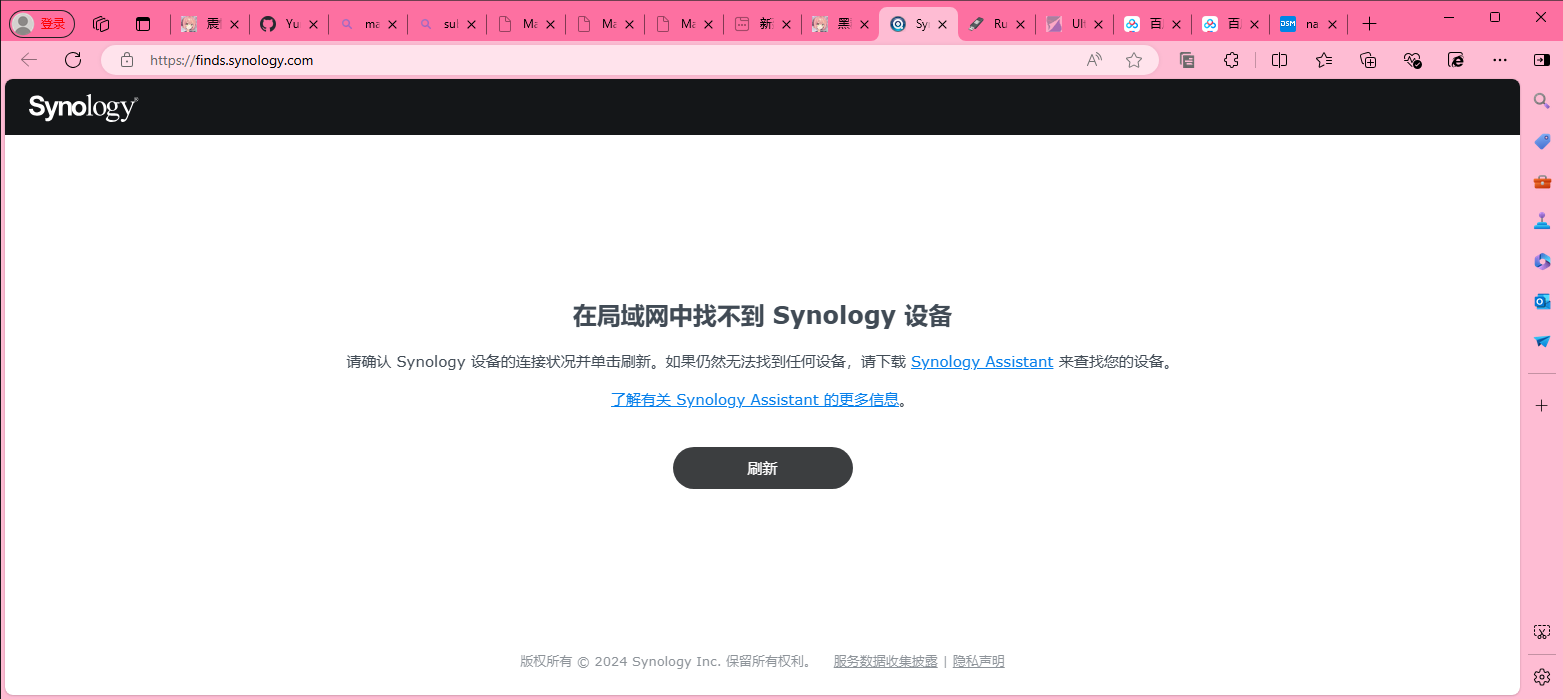 登录
Yu
ma
sul
Ma
Ma
Ma
新
黑
Sy
Ru
Ult
百
百
DSM
na
https://finds.synology.com
Synology®
在局域网中找不到 Synology 设备
请确认 Synology 设备的连接状况并单击刷新。如果仍然无法找到任何设备，请下载 Synology Assistant 来查找您的设备。
了解有关 Synology Assistant 的更多信息。
刷新
版权所有 © 2024 Synology Inc. 保留所有权利。 服务数据收集披露 | 隐私声明